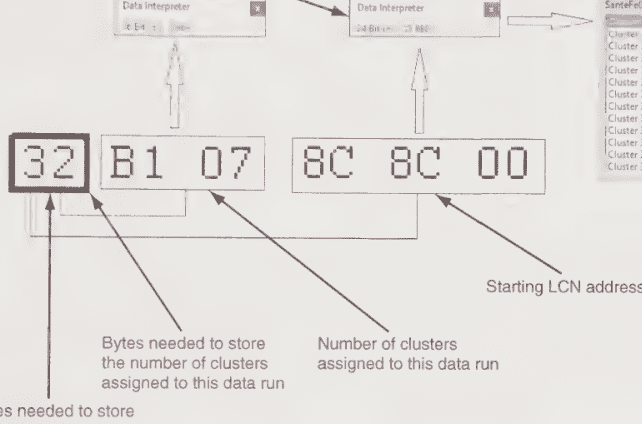 Data Interpreter
Data Interpreter
SanteFe
Cluster
Cluster
Cluster
Cluster
Cluster
Cluster
Cluster
Cluster
Cluster
Cluster
Cluster
Cluster
32 B1 07 8C 8C 00
Starting LCN address
Bytes needed to store
the number of clusters
assigned to this data run
Number of clusters
assigned to this data run
es needed to store